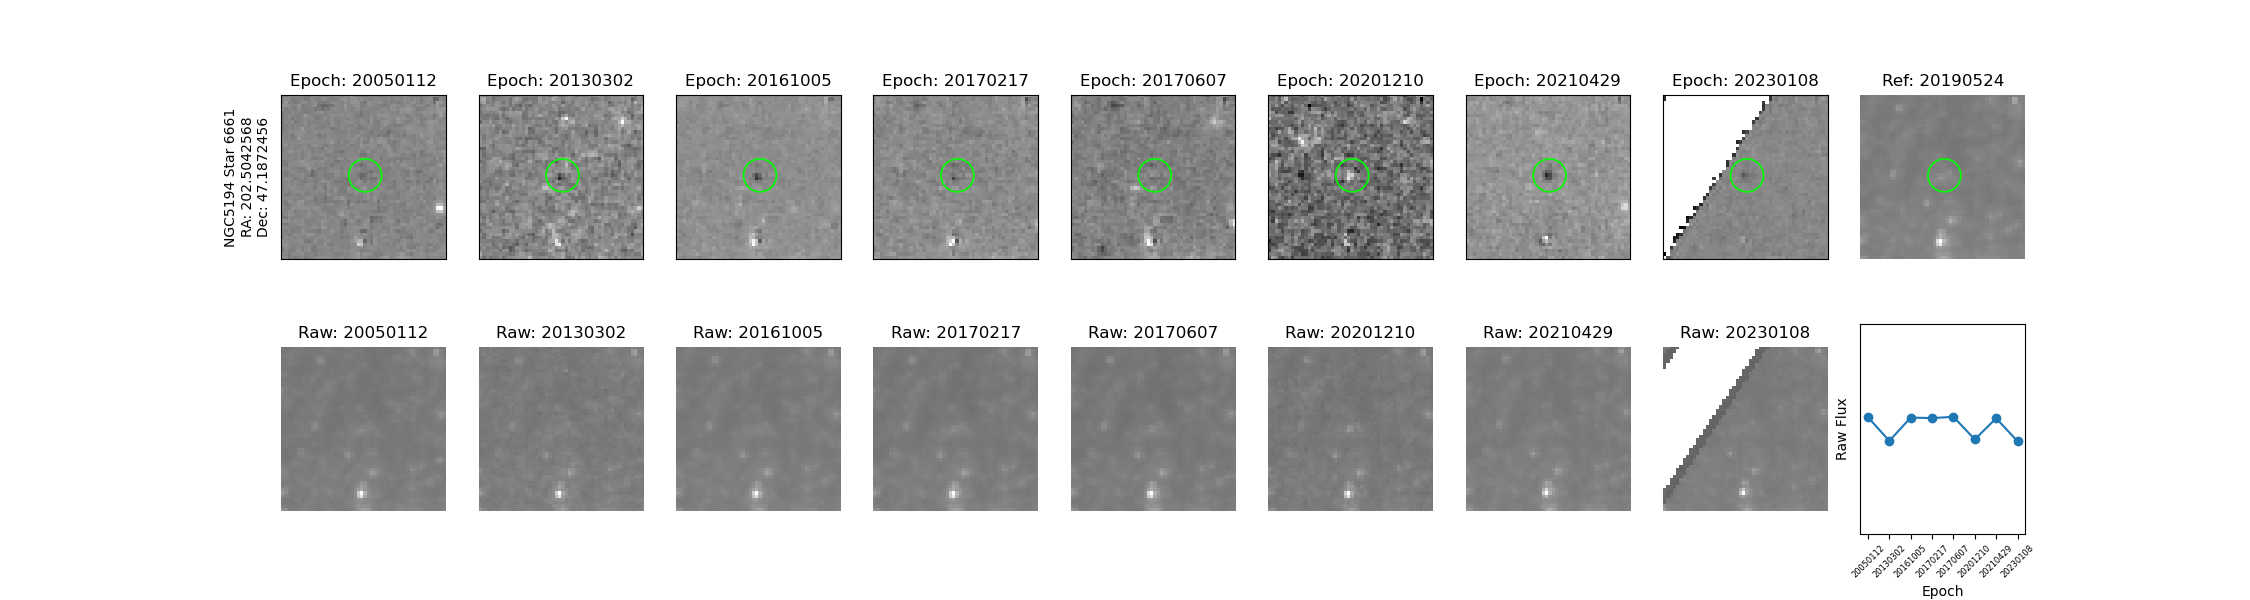 NGC5194 Star 6661
RA: 202.5042568
Dec: 47.1872456
Epoch: 20050112
Epoch: 20130302
Epoch: 20161005
Epoch: 20170217
Epoch: 20170607
Epoch: 20201210
Epoch: 20210429
Epoch: 20230108
Ref: 20190524
Raw: 20050112
Raw: 20130302
Raw: 20161005
Raw: 20170217
Raw: 20170607
Raw: 20201210
Raw: 20210429
Raw: 20230108
Raw Flux
20050112
20130302
20161005
20170217
20170607
20201210
20210429
20230108
Epoch